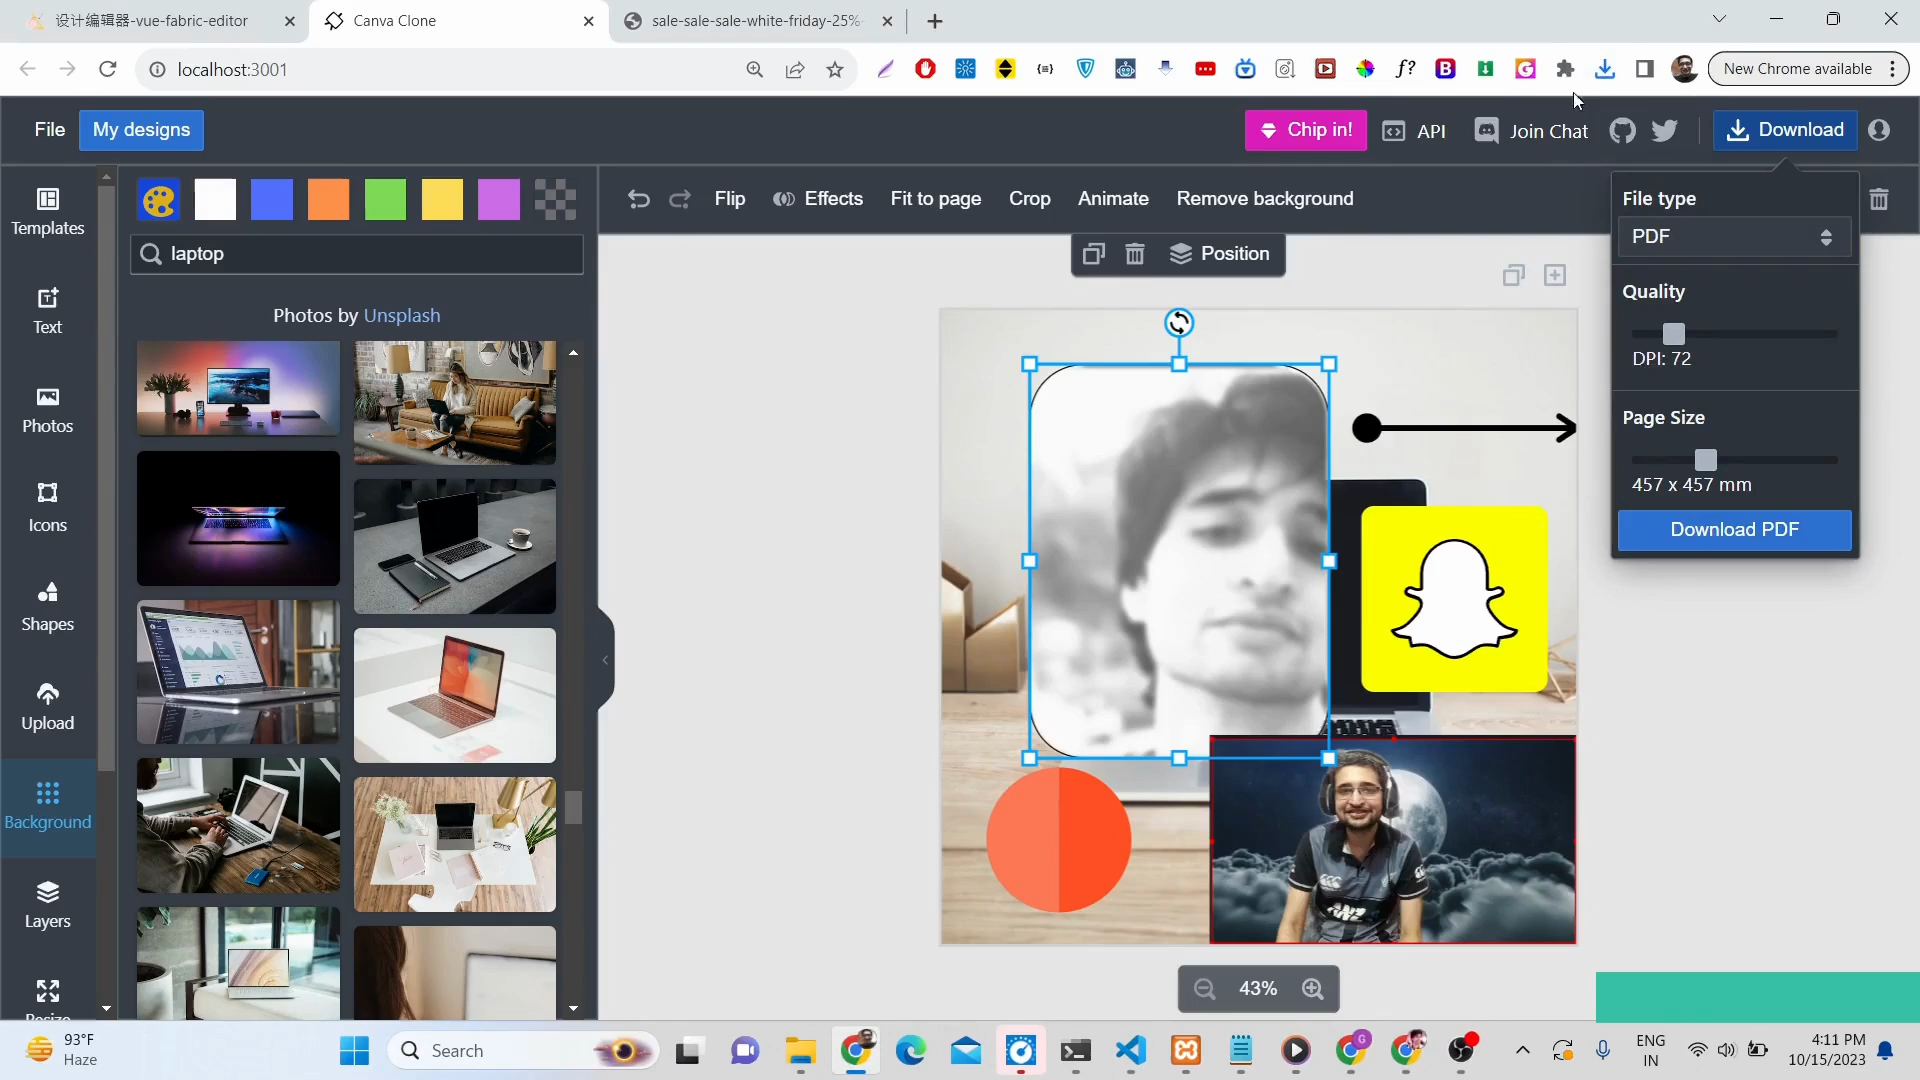 设计编辑器-vue-fabric-editor
Canva Clone
sale-sale-sale-white-friday-25%-
localhost:3001
New Chrome available
File
My designs
Chip in!
API
Join Chat
Download
Templates
Text
Photos
Icons
Shapes
Upload
Background
Layers
Resize
laptop
Photos by Unsplash
Flip
Effects
Fit to page
Crop
Animate
Remove background
Position
File type
PDF
Quality
DPI: 72
Page Size
457 x 457 mm
Download PDF
43%
93°F
Haze
Search
ENG
IN
4:11 PM
10/15/2023